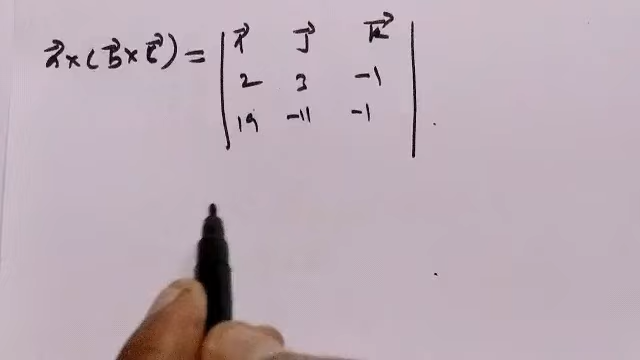 a⃗×(b⃗×c⃗) = | i⃗ j⃗ k⃗ |
| 2 3 -1 |
| 19 -11 -1 |